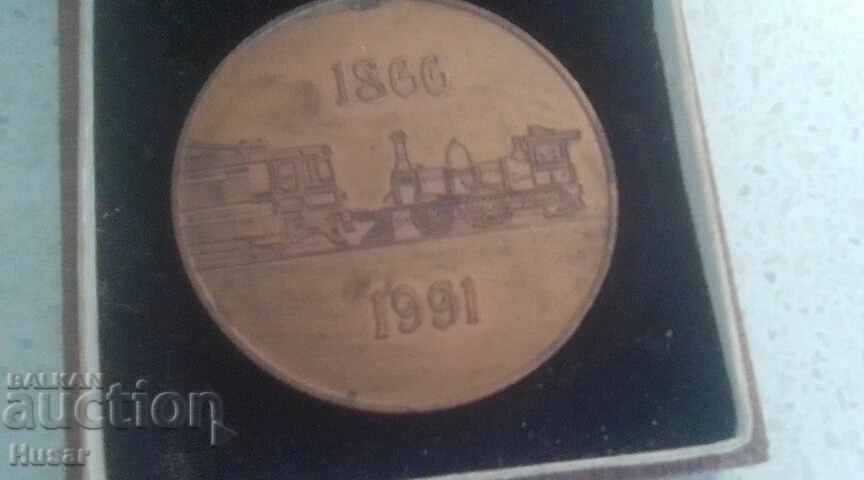 1866
1991
BALKAN
auction
Husar